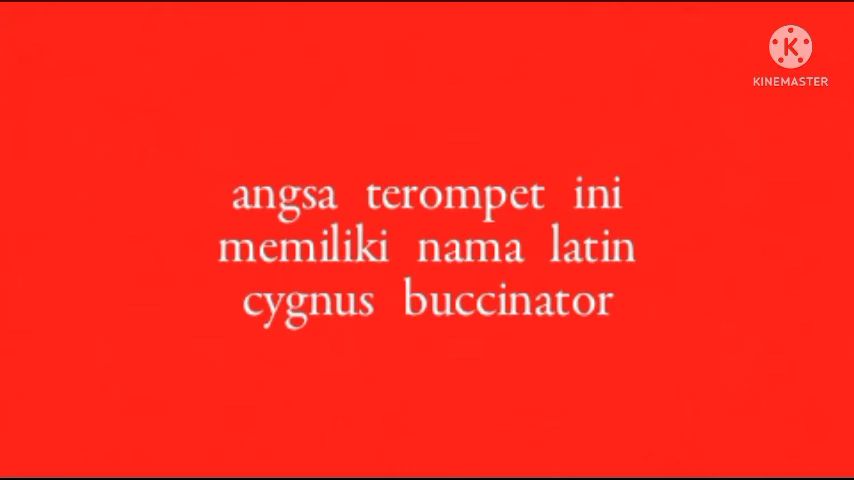 KINEMASTER
angsa terompet ini
memiliki nama latin
cygnus buccinator